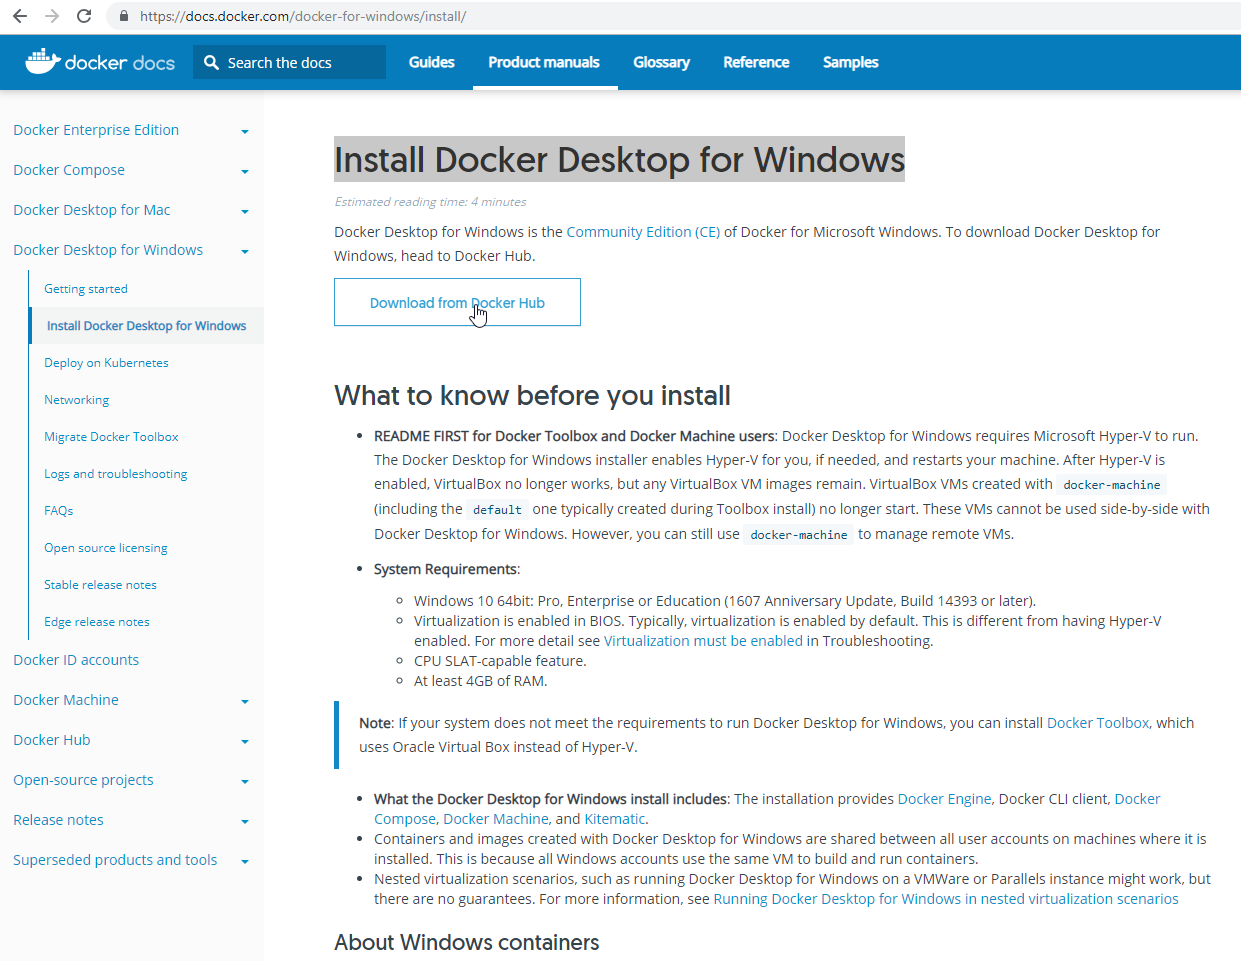 https://docs.docker.com/docker-for-windows/install/
docker docs
Search the docs
Guides
Product manuals
Glossary
Reference
Samples
Docker Enterprise Edition
Docker Compose
Docker Desktop for Mac
Docker Desktop for Windows
Getting started
Install Docker Desktop for Windows
Deploy on Kubernetes
Networking
Migrate Docker Toolbox
Logs and troubleshooting
FAQs
Open source licensing
Stable release notes
Edge release notes
Docker ID accounts
Docker Machine
Docker Hub
Open-source projects
Release notes
Superseded products and tools
Install Docker Desktop for Windows
Estimated reading time: 4 minutes
Docker Desktop for Windows is the Community Edition (CE) of Docker for Microsoft Windows. To download Docker Desktop for
Windows, head to Docker Hub.
Download from Docker Hub
What to know before you install
• README FIRST for Docker Toolbox and Docker Machine users: Docker Desktop for Windows requires Microsoft Hyper-V to run.
The Docker Desktop for Windows installer enables Hyper-V for you, if needed, and restarts your machine. After Hyper-V is
enabled, VirtualBox no longer works, but any VirtualBox VM images remain. VirtualBox VMs created with docker-machine
(including the default one typically created during Toolbox install) no longer start. These VMs cannot be used side-by-side with
Docker Desktop for Windows. However, you can still use docker-machine to manage remote VMs.
• System Requirements:
◦ Windows 10 64bit: Pro, Enterprise or Education (1607 Anniversary Update, Build 14393 or later).
◦ Virtualization is enabled in BIOS. Typically, virtualization is enabled by default. This is different from having Hyper-V
enabled. For more detail see Virtualization must be enabled in Troubleshooting.
◦ CPU SLAT-capable feature.
◦ At least 4GB of RAM.
Note: If your system does not meet the requirements to run Docker Desktop for Windows, you can install Docker Toolbox, which
uses Oracle Virtual Box instead of Hyper-V.
• What the Docker Desktop for Windows install includes: The installation provides Docker Engine, Docker CLI client, Docker
Compose, Docker Machine, and Kitematic.
• Containers and images created with Docker Desktop for Windows are shared between all user accounts on machines where it is
installed. This is because all Windows accounts use the same VM to build and run containers.
• Nested virtualization scenarios, such as running Docker Desktop for Windows on a VMWare or Parallels instance might work, but
there are no guarantees. For more information, see Running Docker Desktop for Windows in nested virtualization scenarios
About Windows containers